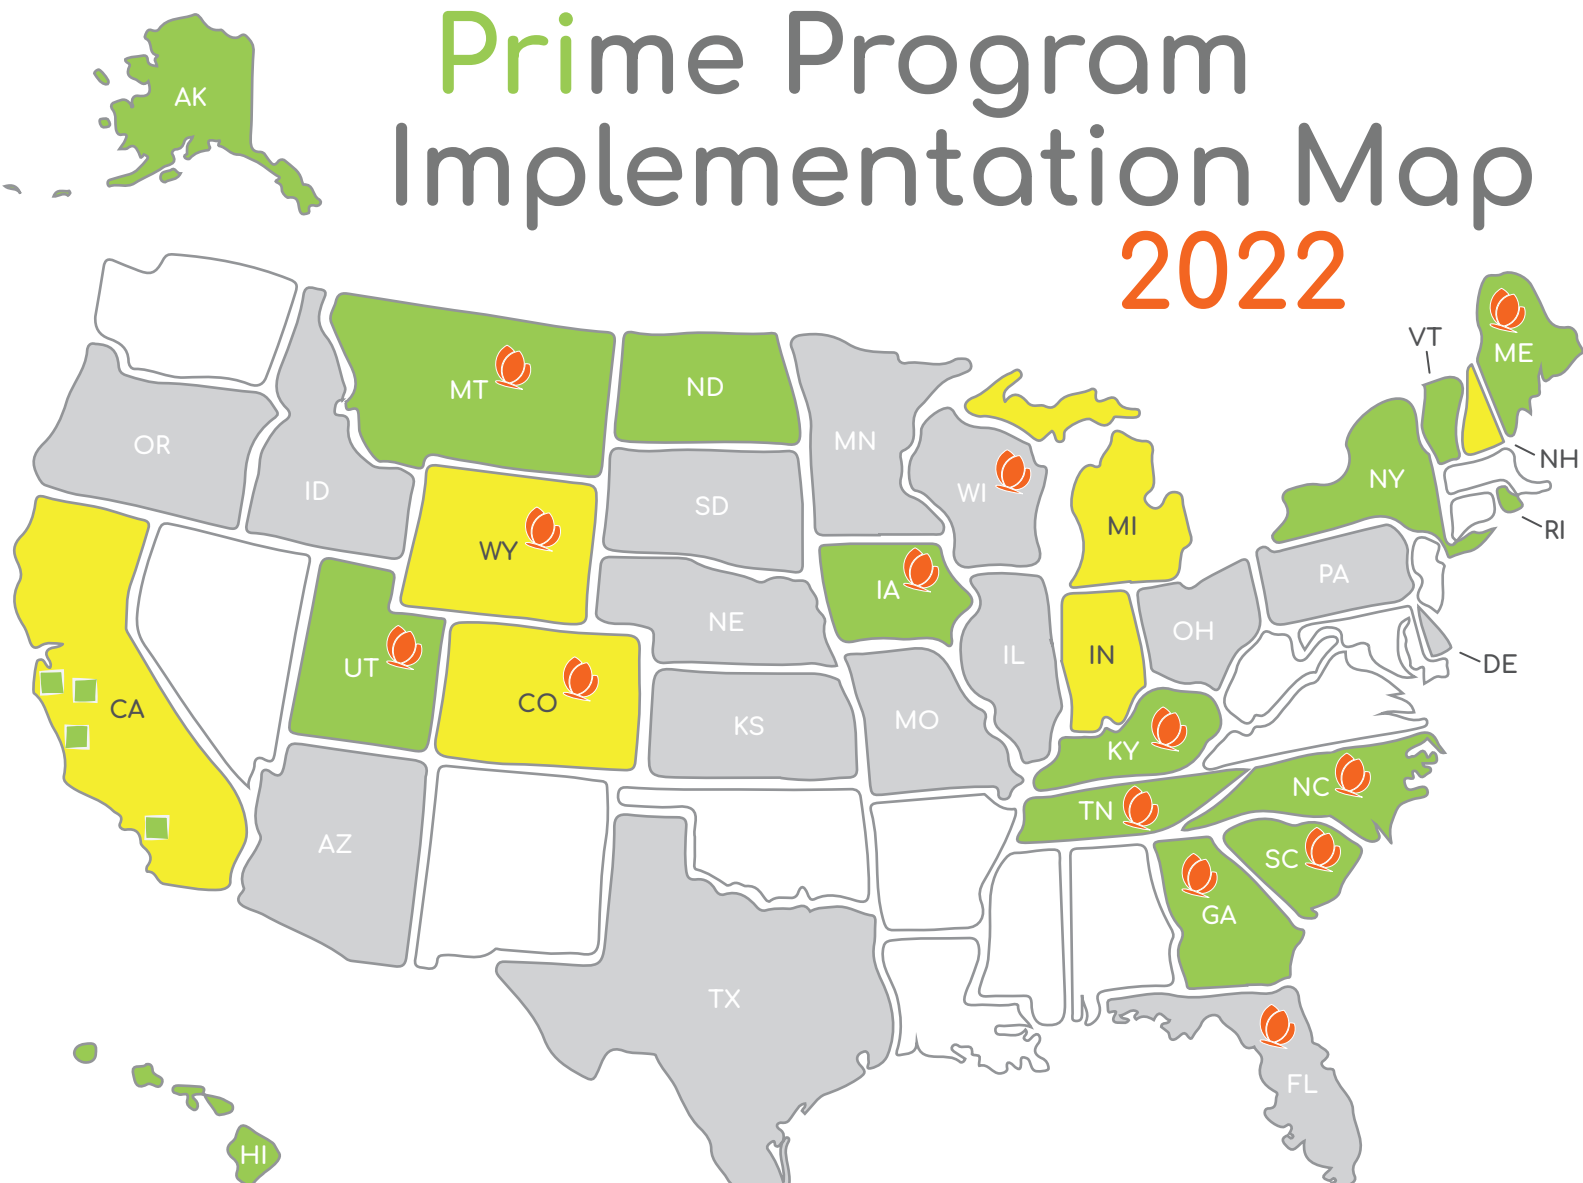 Prime Program
Implementation Map
2022
AK
VT
ME
MT
ND
OR
MN
NH
ID
WI
NY
SD
MI
RI
WY
IA
PA
NE
OH
UT
IL
IN
DE
CO
CA
KS
MO
KY
NC
TN
AZ
SC
GA
TX
FL
HI